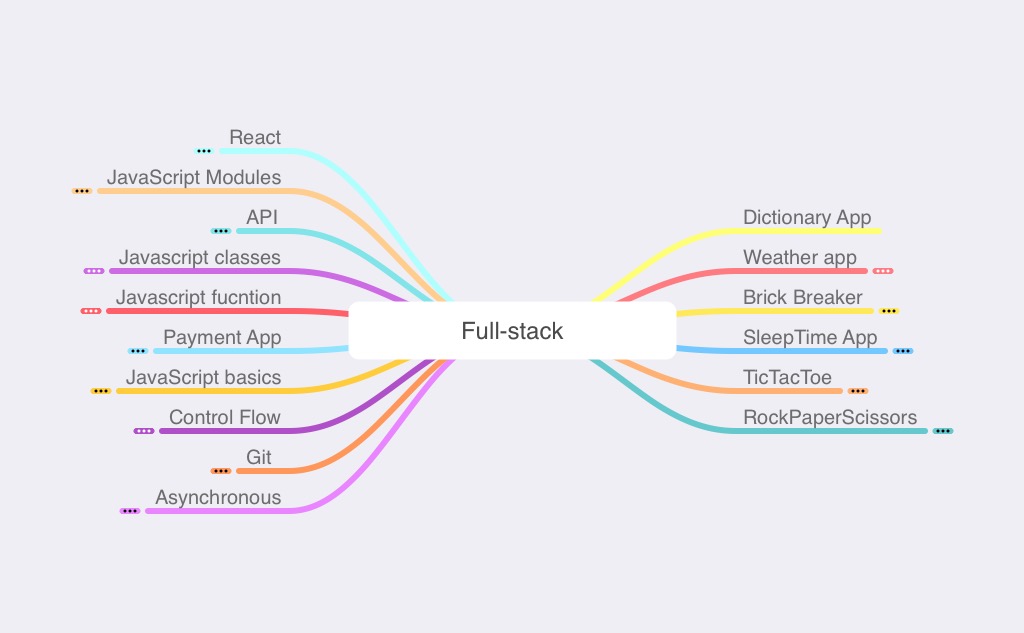 React
JavaScript Modules
API
Javascript classes
Javascript fucntion
Payment App
JavaScript basics
Control Flow
Git
Asynchronous
Full-stack
Dictionary App
Weather app
Brick Breaker
SleepTime App
TicTacToe
RockPaperScissors